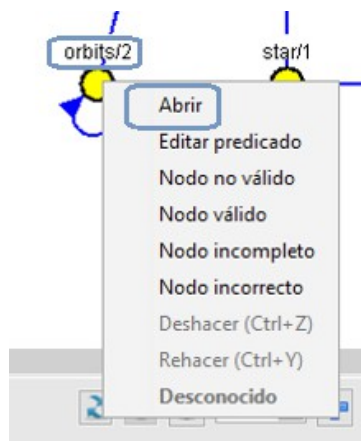 orbits/2 star/1
Abrir
Editar predicado
Nodo no válido
Nodo válido
Nodo incompleto
Nodo incorrecto
Deshacer (Ctrl+Z)
Rehacer (Ctrl+Y)
Desconocido